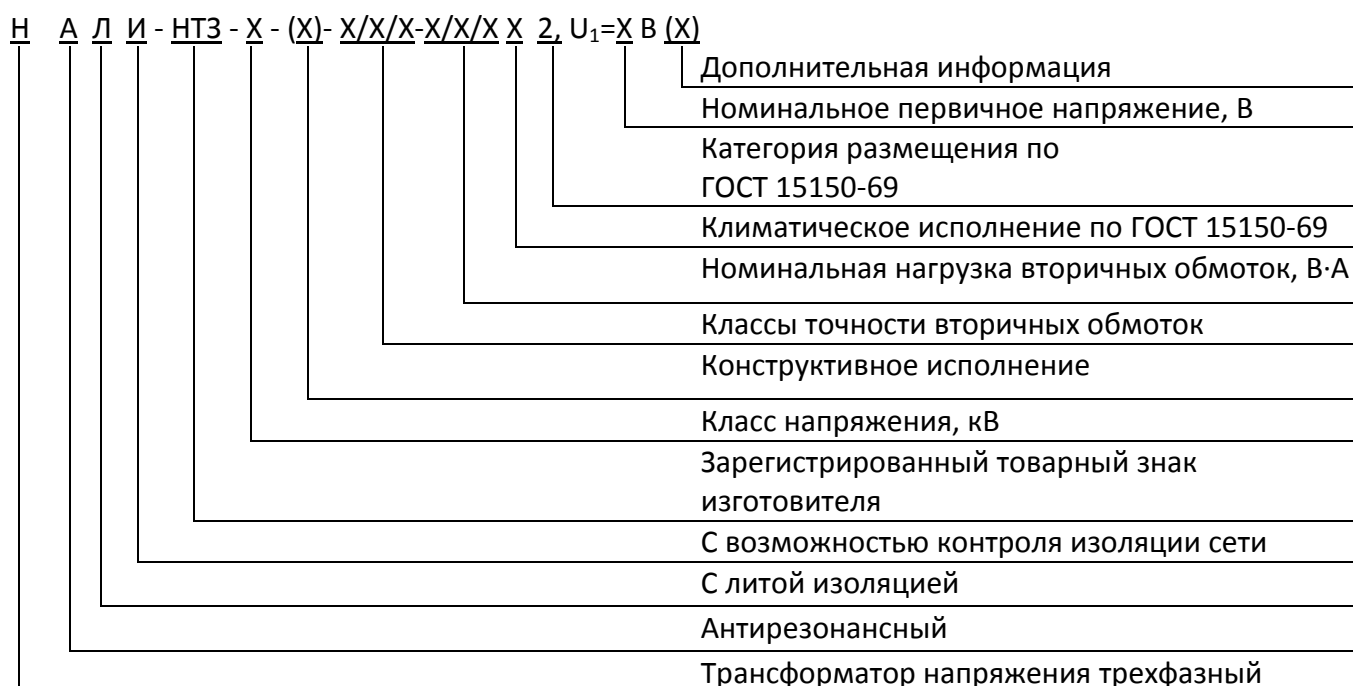 Н А Л И - НТЗ - Х - (Х)- Х/Х/Х-Х/Х/Х Х 2, U₁=Х В (Х)
Дополнительная информация
Номинальное первичное напряжение, В
Категория размещения по
ГОСТ 15150-69
Климатическое исполнение по ГОСТ 15150-69
Номинальная нагрузка вторичных обмоток, В·А
Классы точности вторичных обмоток
Конструктивное исполнение
Класс напряжения, кВ
Зарегистрированный товарный знак
изготовителя
С возможностью контроля изоляции сети
С литой изоляцией
Антирезонансный
Трансформатор напряжения трехфазный